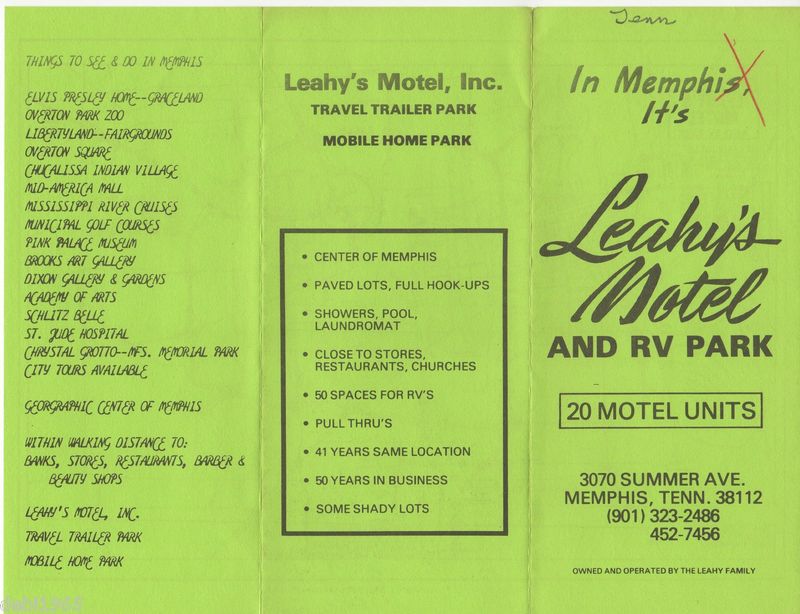 THINGS TO SEE & DO IN MEMPHIS
ELVIS PRESLEY HOME--GRACELAND
OVERTON PARK ZOO
LIBERTYLAND--FAIRGROUNDS
OVERTON SQUARE
CHUCALISSA INDIAN VILLAGE
MID-AMERICA MALL
MISSISSIPPI RIVER CRUISES
MUNICIPAL GOLF COURSES
PINK PALACE MUSEUM
BROOKS ART GALLERY
DIXON GALLERY & GARDENS
ACADEMY OF ARTS
SCHLITZ BELLE
ST. JUDE HOSPITAL
CHRYSTAL GROTTO--MFS. MEMORIAL PARK
CITY TOURS AVAILABLE
GEORGRAPHIC CENTER OF MEMPHIS
WITHIN WALKING DISTANCE TO:
BANKS, STORES, RESTAURANTS, BARBER &
BEAUTY SHOPS
LEAHY'S MOTEL, INC.
TRAVEL TRAILER PARK
MOBILE HOME PARK
Leahy's Motel, Inc.
TRAVEL TRAILER PARK
MOBILE HOME PARK
• CENTER OF MEMPHIS
• PAVED LOTS, FULL HOOK-UPS
• SHOWERS, POOL,
LAUNDROMAT
• CLOSE TO STORES,
RESTAURANTS, CHURCHES
• 50 SPACES FOR RV'S
• PULL THRU'S
• 41 YEARS SAME LOCATION
• 50 YEARS IN BUSINESS
• SOME SHADY LOTS
Tenn
In Memphis,
It's
Leahy's
Motel
AND RV PARK
20 MOTEL UNITS
3070 SUMMER AVE.
MEMPHIS, TENN. 38112
(901) 323-2486
452-7456
OWNED AND OPERATED BY THE LEAHY FAMILY